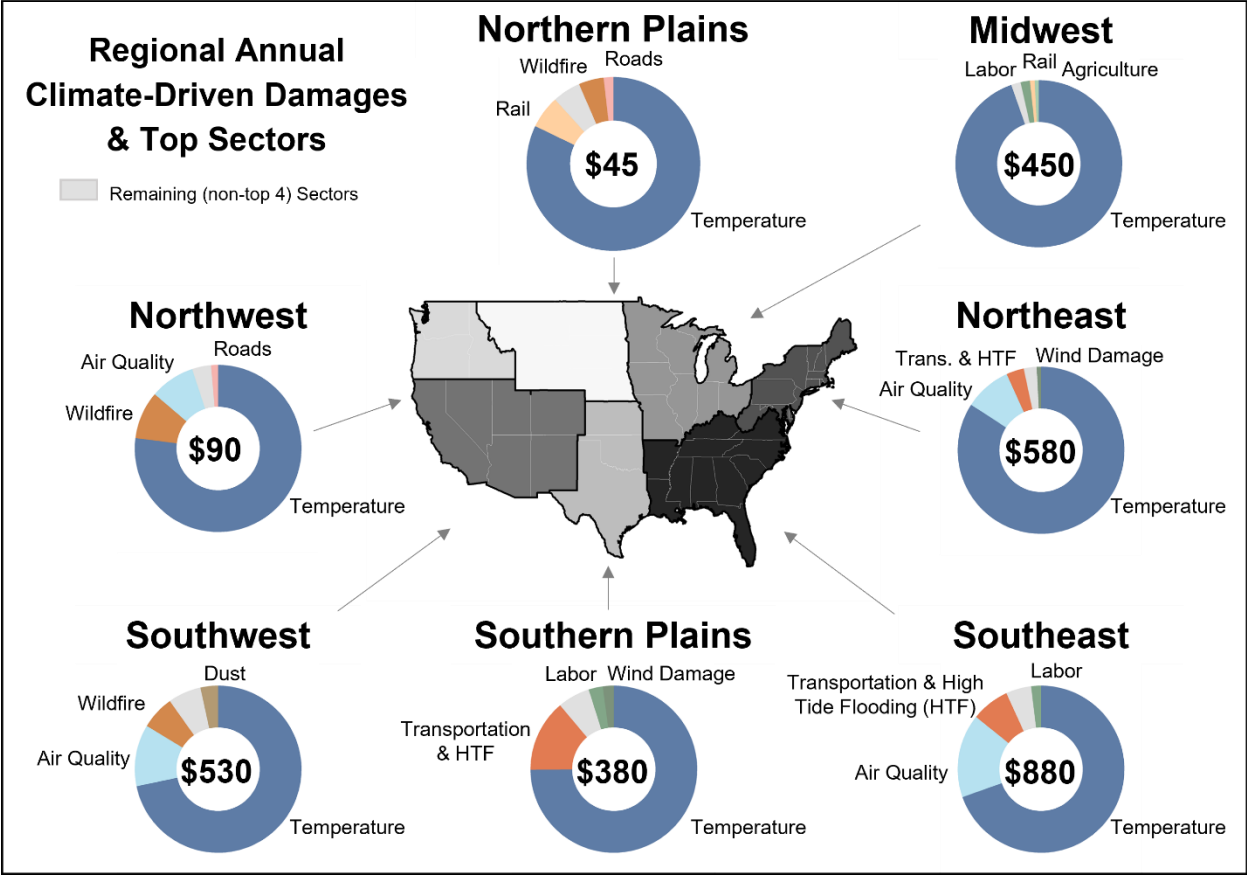 Regional Annual
Climate-Driven Damages
& Top Sectors
Remaining (non-top 4) Sectors
Northern Plains
Wildfire
Roads
Rail
$45
Temperature
Midwest
Labor
Rail
Agriculture
$450
Temperature
Northwest
Air Quality
Roads
Wildfire
$90
Temperature
Northeast
Trans. & HTF
Wind Damage
Air Quality
$580
Temperature
Southwest
Dust
Wildfire
Air Quality
$530
Temperature
Southern Plains
Labor
Wind Damage
Transportation
& HTF
$380
Temperature
Southeast
Labor
Transportation & High
Tide Flooding (HTF)
Air Quality
$880
Temperature